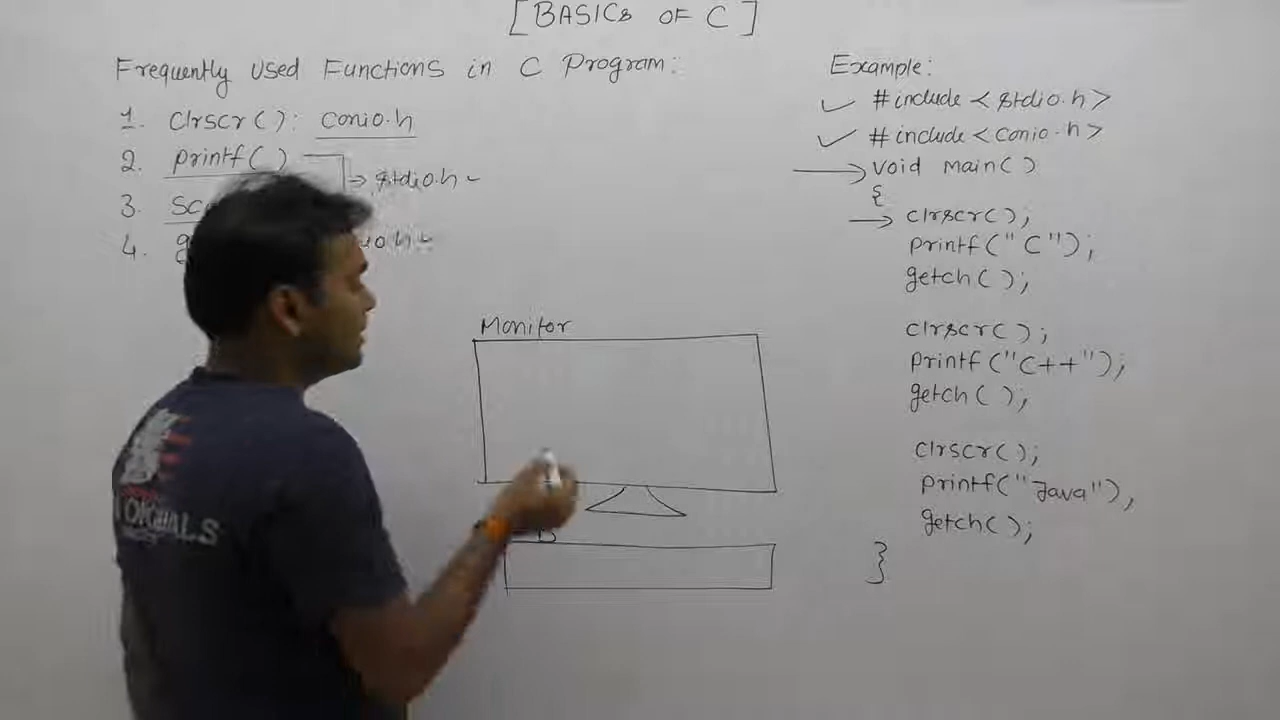 [BASICS OF C]
Frequently Used Functions in C Program:
1. clrscr(): conio.h
2. printf()
→ stdio.h
3. sc
4. g
Monitor
Example:
#include <stdio.h>
#include <conio.h>
void main()
{
clrscr();
printf("C");
getch();
clrscr();
printf("C++");
getch();
clrscr();
printf("Java");
getch();
}